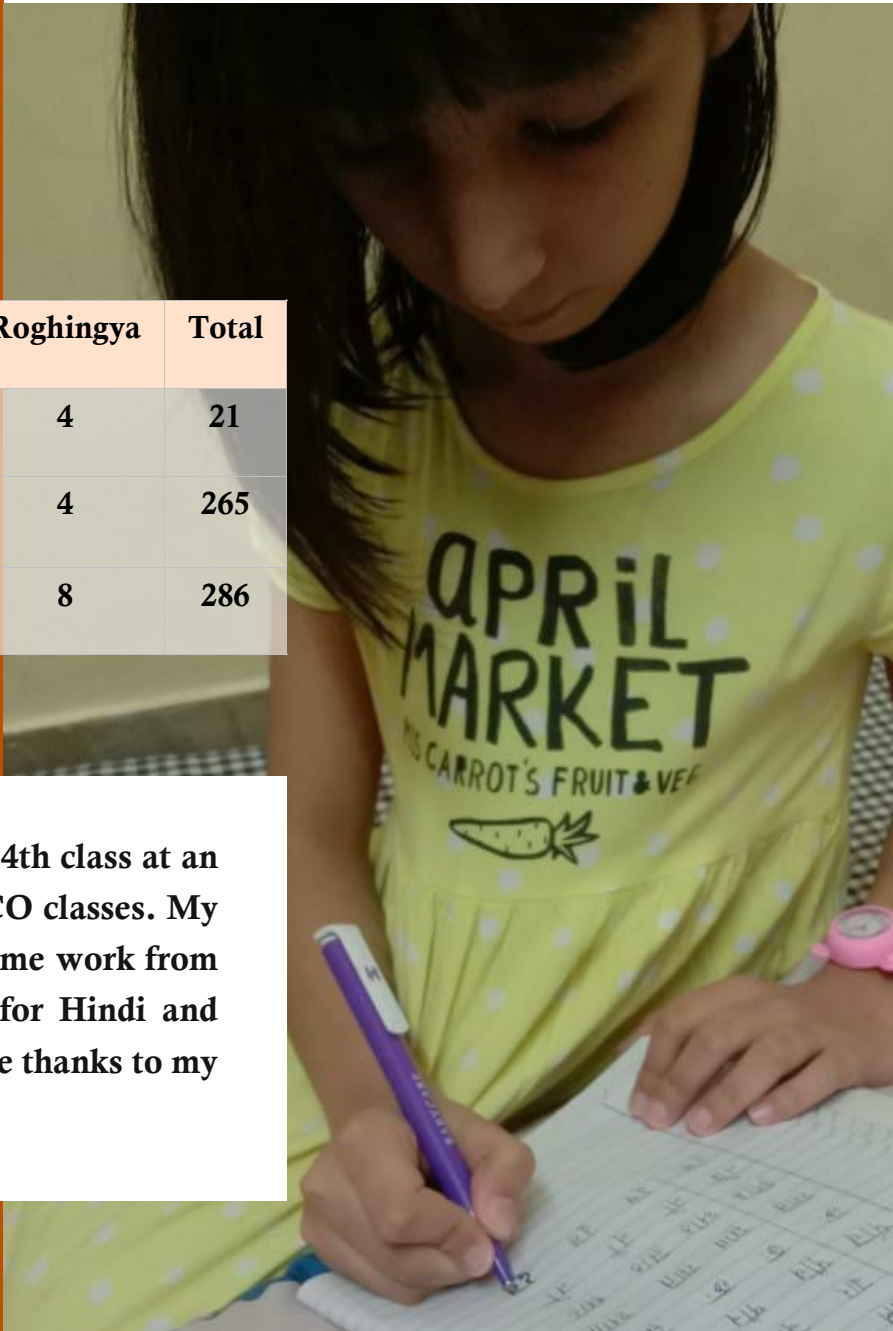 Roghingya Total
4 21
4 265
8 286
4th class at an
CO classes. My
me work from
for Hindi and
e thanks to my
APRiL
MARKET
CARROT'S FRUIT & VE